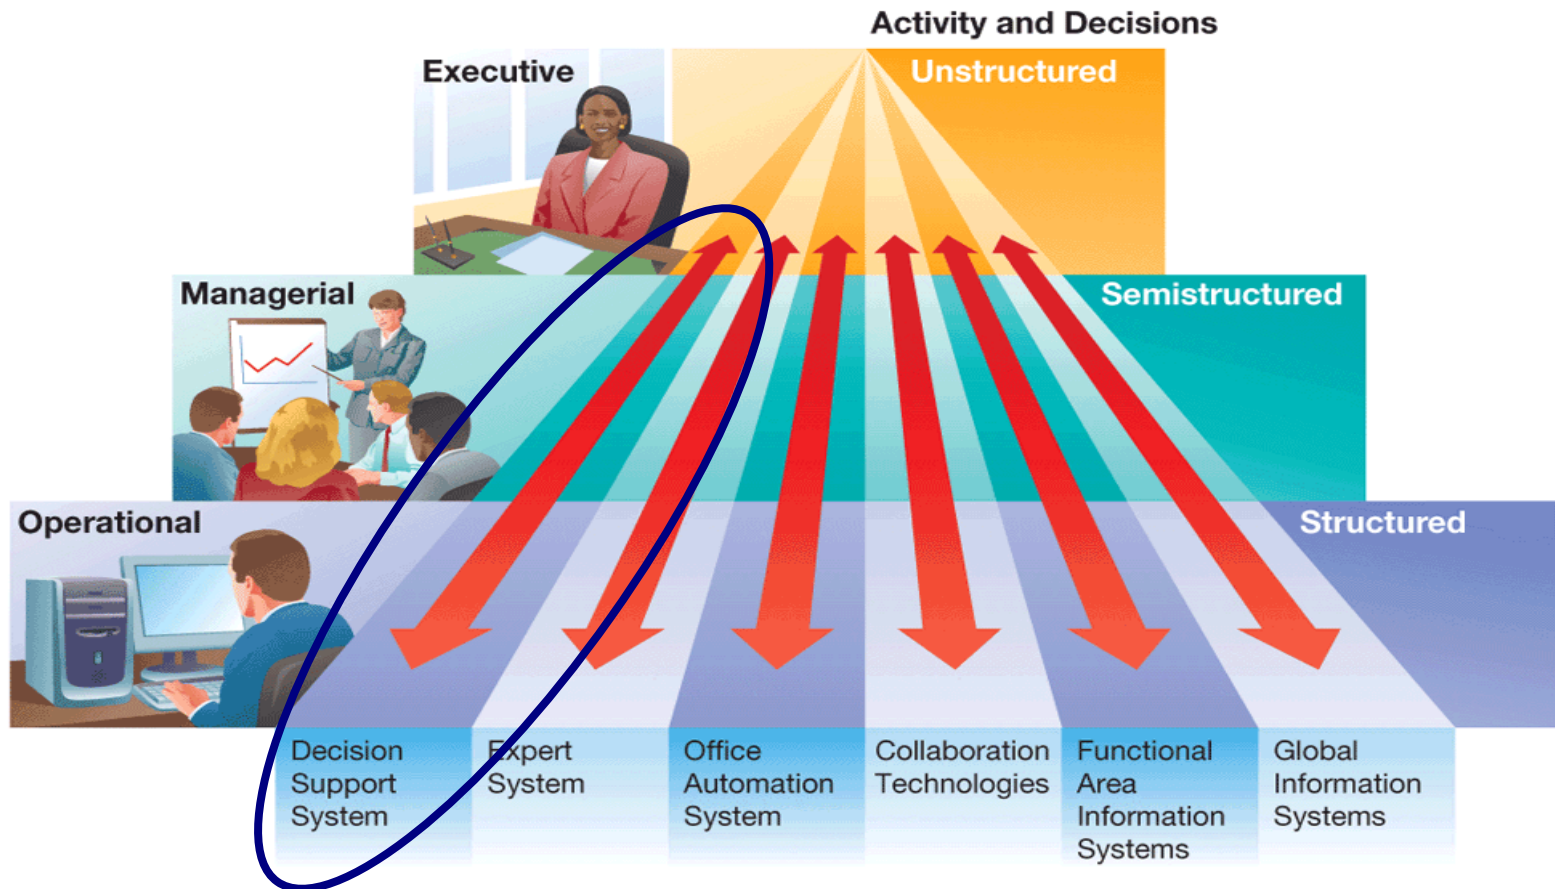 Activity and Decisions
Executive
Unstructured
Managerial
Semistructured
Operational
Structured
Decision
Support
System
Expert
System
Office
Automation
System
Collaboration
Technologies
Functional
Area
Information
Systems
Global
Information
Systems